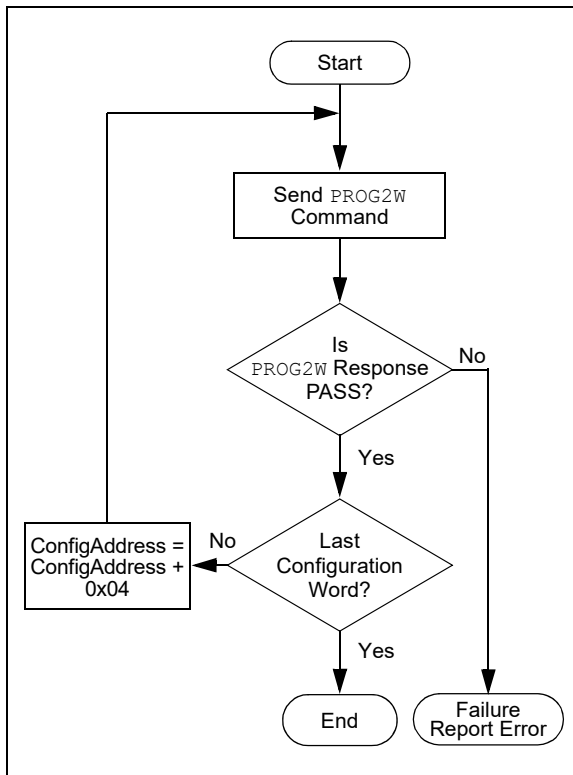 Start
Send PROG2W
Command
Is
PROG2W Response
PASS?
No
Yes
ConfigAddress =
ConfigAddress +
0x04
No
Last
Configuration
Word?
Yes
End
Failure
Report Error